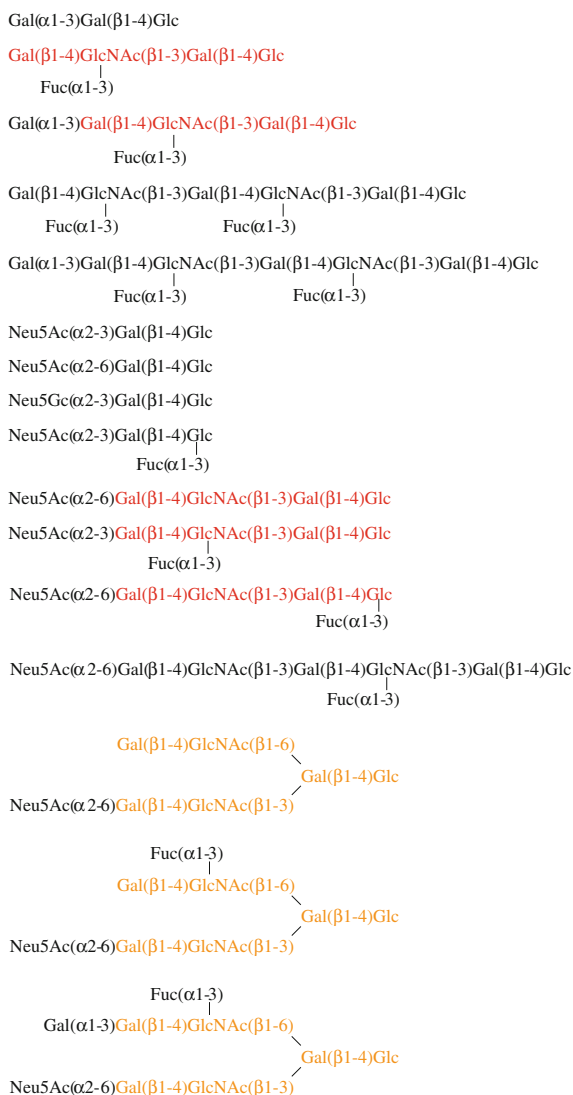 Gal(α1-3)Gal(β1-4)Glc
Gal(β1-4)GlcNAc(β1-3)Gal(β1-4)Glc
Fuc(α1-3)
Gal(α1-3)Gal(β1-4)GlcNAc(β1-3)Gal(β1-4)Glc
Fuc(α1-3)
Gal(β1-4)GlcNAc(β1-3)Gal(β1-4)GlcNAc(β1-3)Gal(β1-4)Glc
Fuc(α1-3) Fuc(α1-3)
Gal(α1-3)Gal(β1-4)GlcNAc(β1-3)Gal(β1-4)GlcNAc(β1-3)Gal(β1-4)Glc
Fuc(α1-3) Fuc(α1-3)
Neu5Ac(α2-3)Gal(β1-4)Glc
Neu5Ac(α2-6)Gal(β1-4)Glc
Neu5Gc(α2-3)Gal(β1-4)Glc
Neu5Ac(α2-3)Gal(β1-4)Glc
Fuc(α1-3)
Neu5Ac(α2-6)Gal(β1-4)GlcNAc(β1-3)Gal(β1-4)Glc
Neu5Ac(α2-3)Gal(β1-4)GlcNAc(β1-3)Gal(β1-4)Glc
Fuc(α1-3)
Neu5Ac(α2-6)Gal(β1-4)GlcNAc(β1-3)Gal(β1-4)Glc
Fuc(α1-3)
Neu5Ac(α2-6)Gal(β1-4)GlcNAc(β1-3)Gal(β1-4)GlcNAc(β1-3)Gal(β1-4)Glc
Fuc(α1-3)
Gal(β1-4)GlcNAc(β1-6)
Gal(β1-4)Glc
Neu5Ac(α2-6)Gal(β1-4)GlcNAc(β1-3)
Fuc(α1-3)
Gal(β1-4)GlcNAc(β1-6)
Gal(β1-4)Glc
Neu5Ac(α2-6)Gal(β1-4)GlcNAc(β1-3)
Fuc(α1-3)
Gal(α1-3)Gal(β1-4)GlcNAc(β1-6)
Gal(β1-4)Glc
Neu5Ac(α2-6)Gal(β1-4)GlcNAc(β1-3)